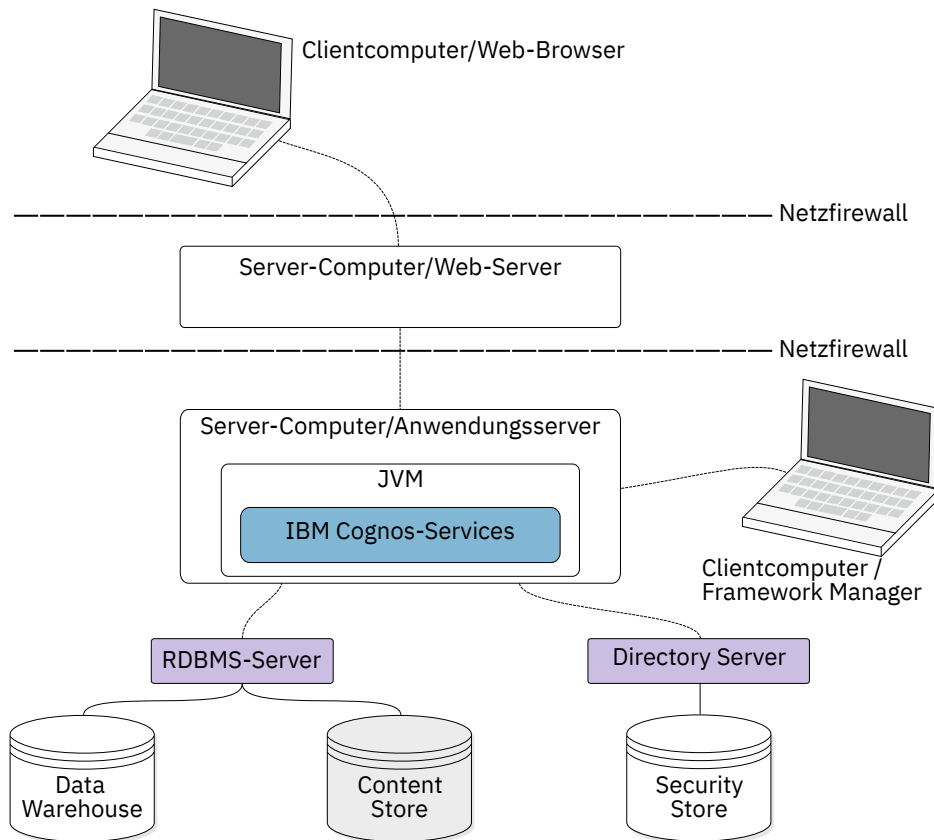 Clientcomputer/Web-Browser
Netzfirewall
Server-Computer/Web-Server
Netzfirewall
Server-Computer/Anwendungsserver
JVM
IBM Cognos-Services
Clientcomputer /
Framework Manager
RDBMS-Server
Directory Server
Data
Warehouse
Content
Store
Security
Store